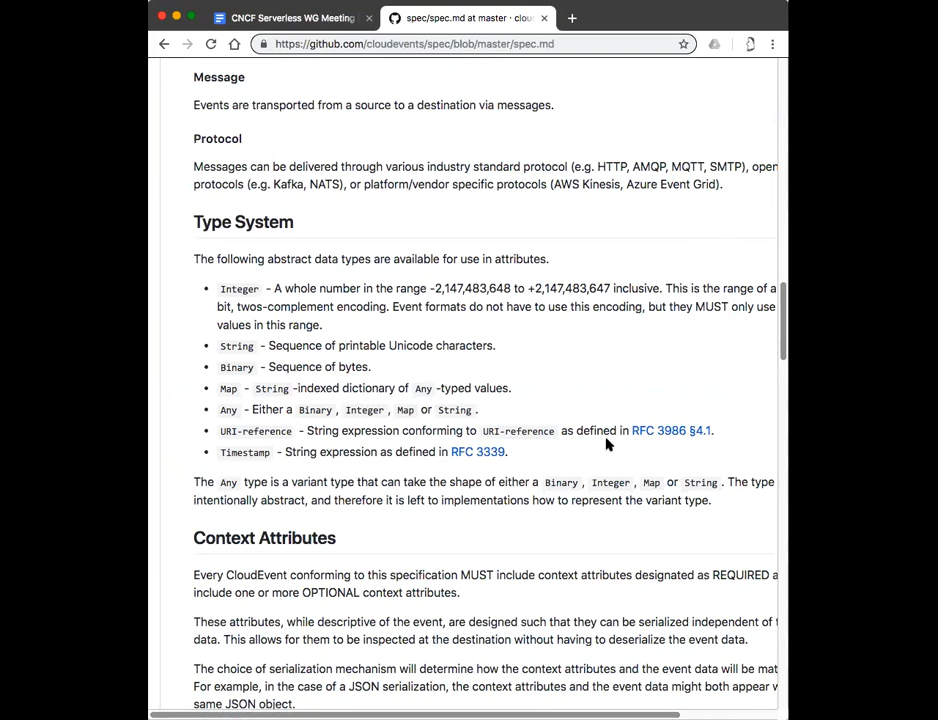 CNCF Serverless WG Meeting
spec/spec.md at master · clou
https://github.com/cloudevents/spec/blob/master/spec.md
Message
Events are transported from a source to a destination via messages.
Protocol
Messages can be delivered through various industry standard protocol (e.g. HTTP, AMQP, MQTT, SMTP), open
protocols (e.g. Kafka, NATS), or platform/vendor specific protocols (AWS Kinesis, Azure Event Grid).
Type System
The following abstract data types are available for use in attributes.
• Integer - A whole number in the range -2,147,483,648 to +2,147,483,647 inclusive. This is the range of a
bit, twos-complement encoding. Event formats do not have to use this encoding, but they MUST only use
values in this range.
• String - Sequence of printable Unicode characters.
• Binary - Sequence of bytes.
• Map - String -indexed dictionary of Any -typed values.
• Any - Either a Binary , Integer , Map or String .
• URI-reference - String expression conforming to URI-reference as defined in RFC 3986 §4.1.
• Timestamp - String expression as defined in RFC 3339.
The Any type is a variant type that can take the shape of either a Binary , Integer , Map or String . The type
intentionally abstract, and therefore it is left to implementations how to represent the variant type.
Context Attributes
Every CloudEvent conforming to this specification MUST include context attributes designated as REQUIRED a
include one or more OPTIONAL context attributes.
These attributes, while descriptive of the event, are designed such that they can be serialized independent of t
data. This allows for them to be inspected at the destination without having to deserialize the event data.
The choice of serialization mechanism will determine how the context attributes and the event data will be mat
For example, in the case of a JSON serialization, the context attributes and the event data might both appear w
same JSON object.